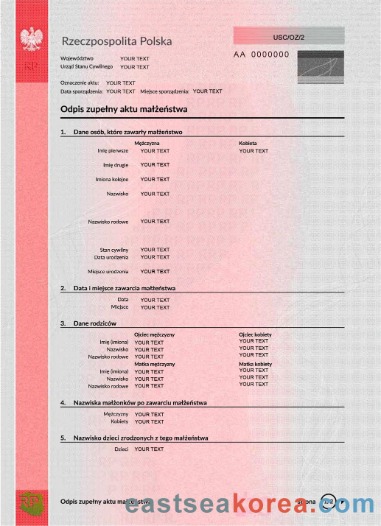 USC/OZ/2
Rzeczpospolita Polska
AA 0000000
Województwo YOUR TEXT
Urząd Stanu Cywilnego YOUR TEXT
Oznaczenie aktu: YOUR TEXT
Data sporządzenia: YOUR TEXT Miejsce sporządzenia: YOUR TEXT
Odpis zupełny aktu małżeństwa
1. Dane osób, które zawarły małżeństwo
Mężczyzna Kobieta
Imię pierwsze YOUR TEXT YOUR TEXT
Imię drugie YOUR TEXT
Imiona kolejne YOUR TEXT
Nazwisko YOUR TEXT
Nazwisko rodowe YOUR TEXT
Stan cywilny YOUR TEXT
Data urodzenia YOUR TEXT
Miejsce urodzenia YOUR TEXT
2. Data i miejsce zawarcia małżeństwa
Data YOUR TEXT
Miejsce YOUR TEXT
3. Dane rodziców
Ojciec mężczyzny Ojciec kobiety
Imię (imiona) YOUR TEXT YOUR TEXT
Nazwisko YOUR TEXT YOUR TEXT
Nazwisko rodowe YOUR TEXT YOUR TEXT
Matka mężczyzny Matka kobiety
Imię (imiona) YOUR TEXT YOUR TEXT
Nazwisko YOUR TEXT YOUR TEXT
Nazwisko rodowe YOUR TEXT YOUR TEXT
4. Nazwiska małżonków po zawarciu małżeństwa
Mężczyzny YOUR TEXT
Kobiety YOUR TEXT
5. Nazwisko dzieci zrodzonych z tego małżeństwa
Dzieci YOUR TEXT
Odpis zupełny aktu małżeństwa strona
eastseakorea.com